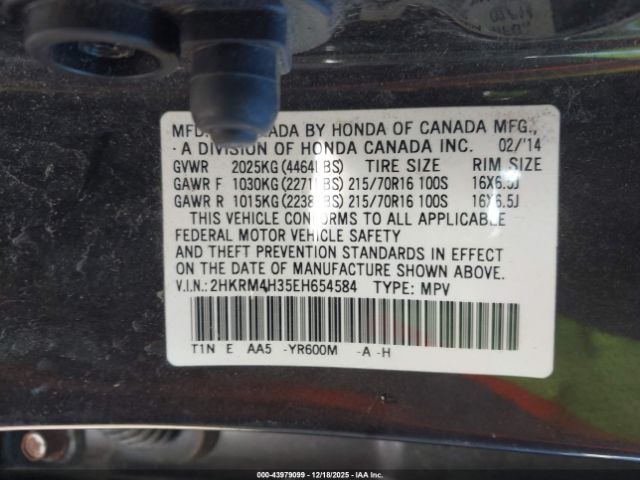 MFD. ADA BY HONDA OF CANADA MFG.,
A DIVISION OF HONDA CANADA INC. 02/'14
GVWR 2025KG (4464LBS) TIRE SIZE RIM SIZE
GAWR F 1030KG (2271LBS) 215/70R16 100S 16X6.5J
GAWR R 1015KG (2238LBS) 215/70R16 100S 16X6.5J
THIS VEHICLE CONFORMS TO ALL APPLICABLE
FEDERAL MOTOR VEHICLE SAFETY
AND THEFT PREVENTION STANDARDS IN EFFECT
ON THE DATE OF MANUFACTURE SHOWN ABOVE.
V.I.N.: 2HKRM4H35EH654584 TYPE: MPV
T1N E AA5 -YR600M -A -H
000-43979099 | 12/18/2025 | IAA Inc.